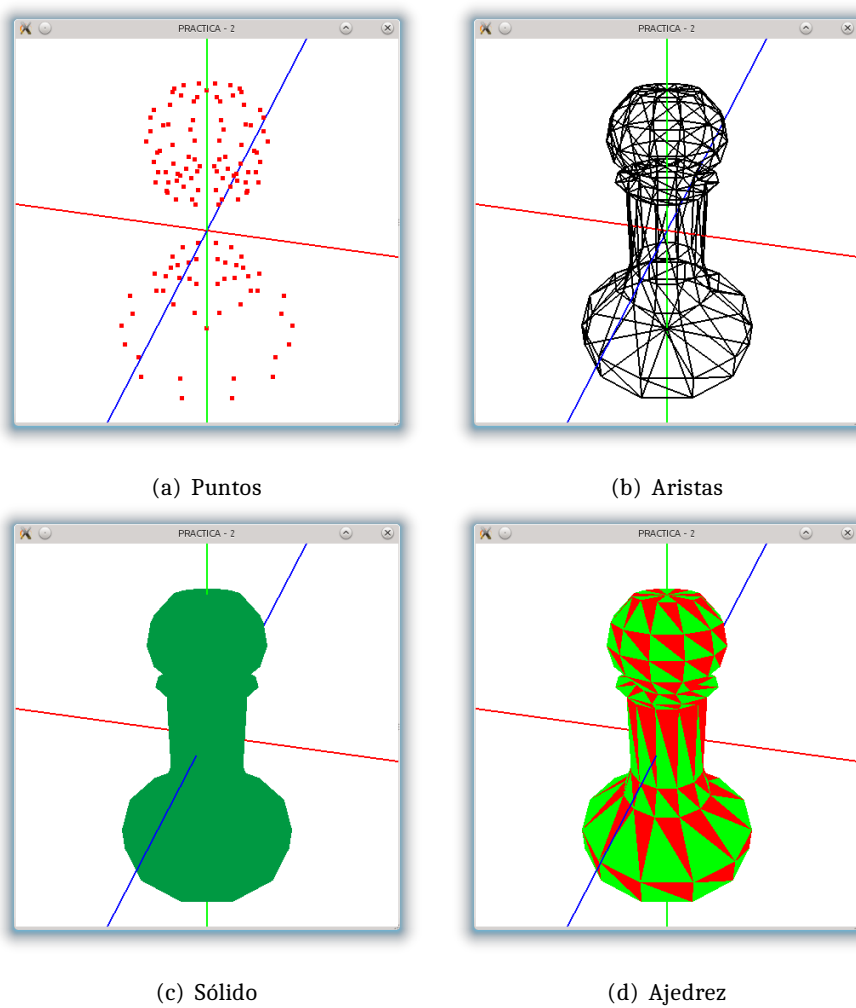 PRACTICA - 2
PRACTICA - 2
(a) Puntos
(b) Aristas
PRACTICA - 2
PRACTICA - 2
(c) Sólido
(d) Ajedrez